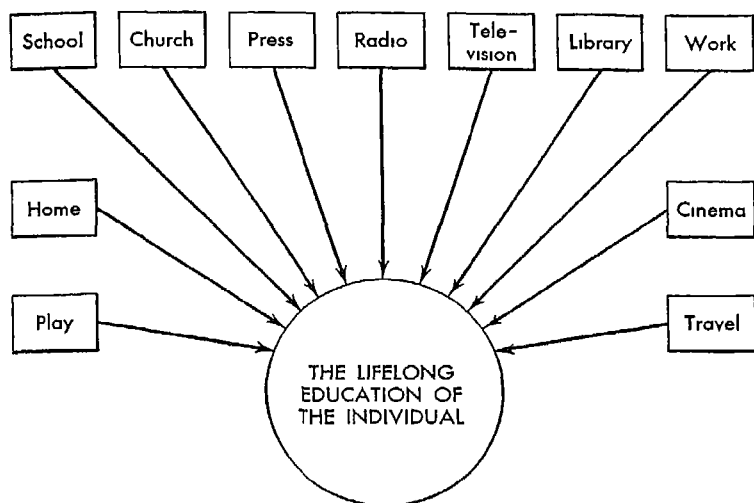 School
Church
Press
Radio
Tele-
vision
Library
Work
Home
Cinema
Play
Travel
THE LIFELONG
EDUCATION OF
THE INDIVIDUAL